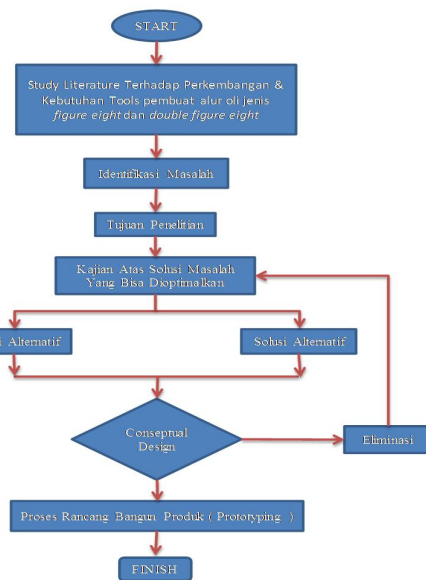 START
Study Literature Terhadap Perkembangan &
Kebutuhan Tools pembuat alur oli jenis
figure eight dan double figure eight
Identifikasi Masalah
Tujuan Penelitian
Kajian Atas Solusi Masalah
Yang Bisa Dioptimalkan
i Alternatif
Solusi Alternatif
Conseptual
Design
Eliminasi
Proses Rancang Bangun Produk ( Prototyping )
FINISH